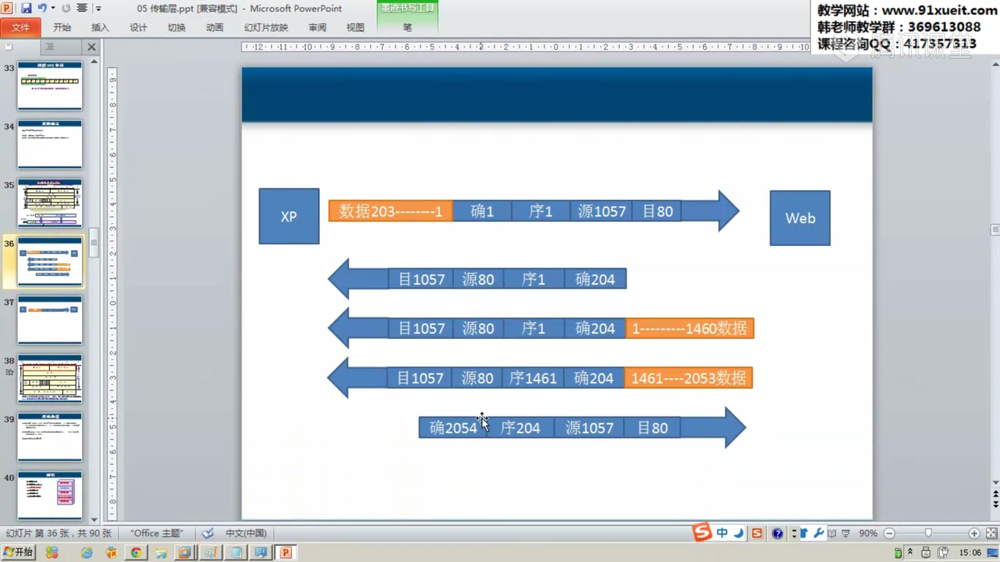 05 传输层.ppt [兼容模式] - Microsoft PowerPoint
墨迹书写工具
教学网站：www.91xueit.com
韩老师教学群：369613088
课程咨询QQ：417357313
腾讯课堂
文件 开始 插入 设计 切换 动画 幻灯片放映 审阅 视图 笔
33
34
35
36
37
38
39
40
XP
数据203--------1 确1 序1 源1057 目80
Web
目1057 源80 序1 确204
目1057 源80 序1 确204 1---------1460数据
目1057 源80 序1461 确204 1461----2053数据
确2054 序204 源1057 目80
幻灯片 第 36 张，共 90 张 "Office 主题" 中文(中国)
中
90%
开始
15:06